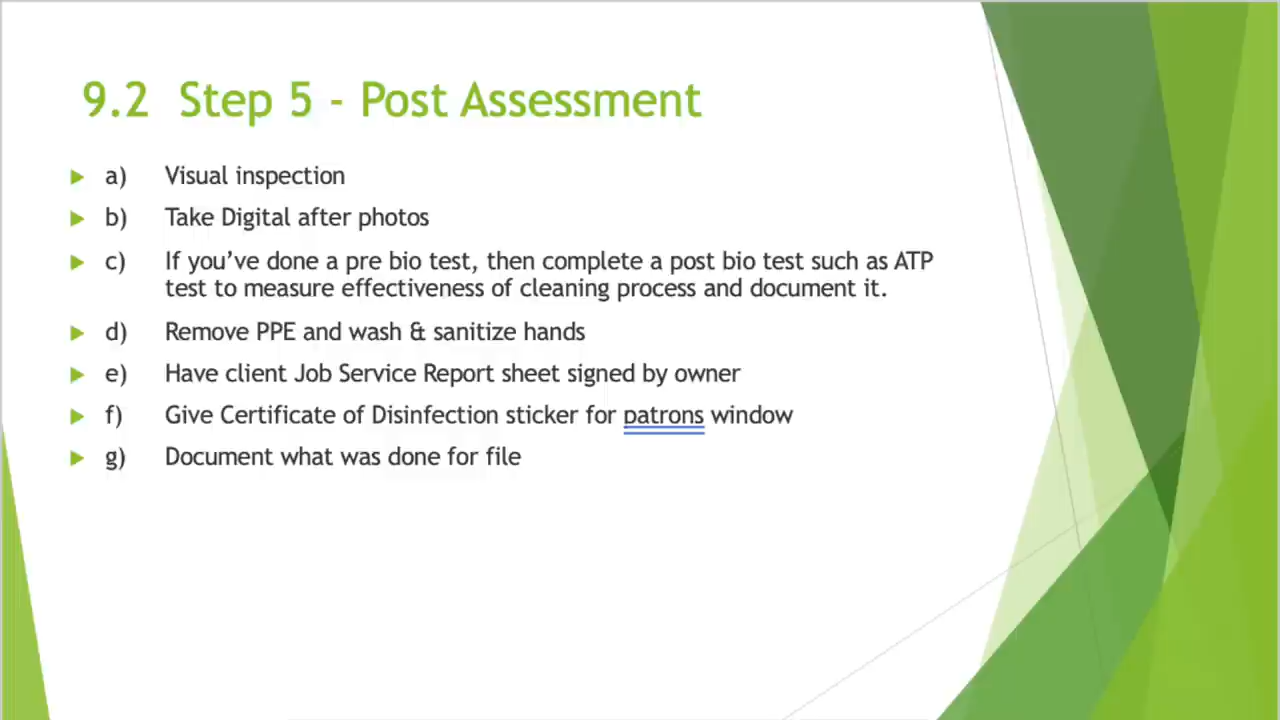 9.2 Step 5 - Post Assessment
a) Visual inspection
b) Take Digital after photos
c) If you’ve done a pre bio test, then complete a post bio test such as ATP
test to measure effectiveness of cleaning process and document it.
d) Remove PPE and wash & sanitize hands
e) Have client Job Service Report sheet signed by owner
f) Give Certificate of Disinfection sticker for patrons window
g) Document what was done for file